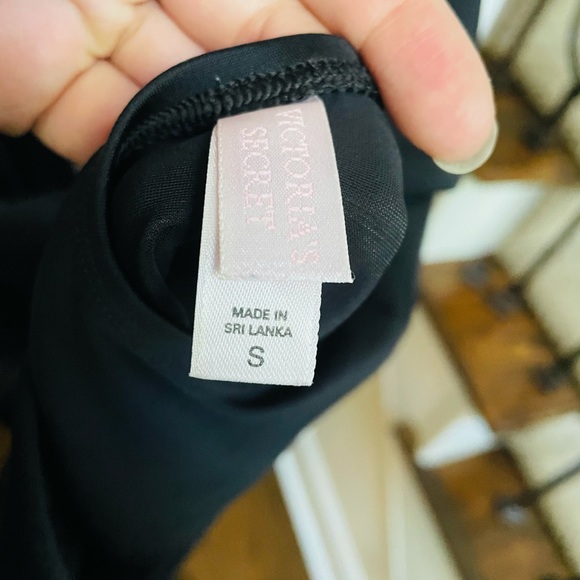 VICTORIA'S
SECRET
MADE IN
SRI LANKA
S